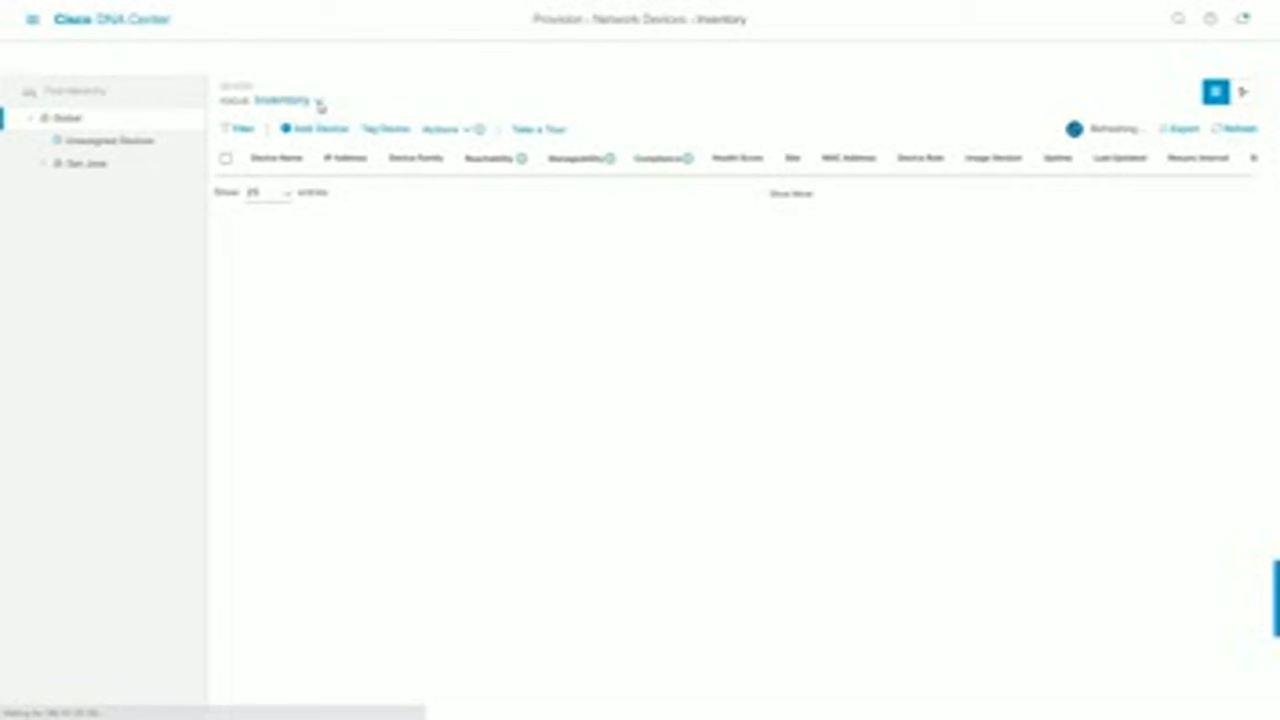 Cisco DNA Center
Provision - Network Devices - Inventory
Find Hierarchy
Global
Unassigned Devices
San Jose
FOCUS: Inventory
Filter
Add Device
Tag Device
Actions
Take a Tour
Refreshing...
Export
Refresh
Device Name IP Address Device Family Reachability Manageability Compliance Health Score Site MAC Address Device Role Image Version Uptime Last Updated Resync Interval
Show 25 entries
Show More